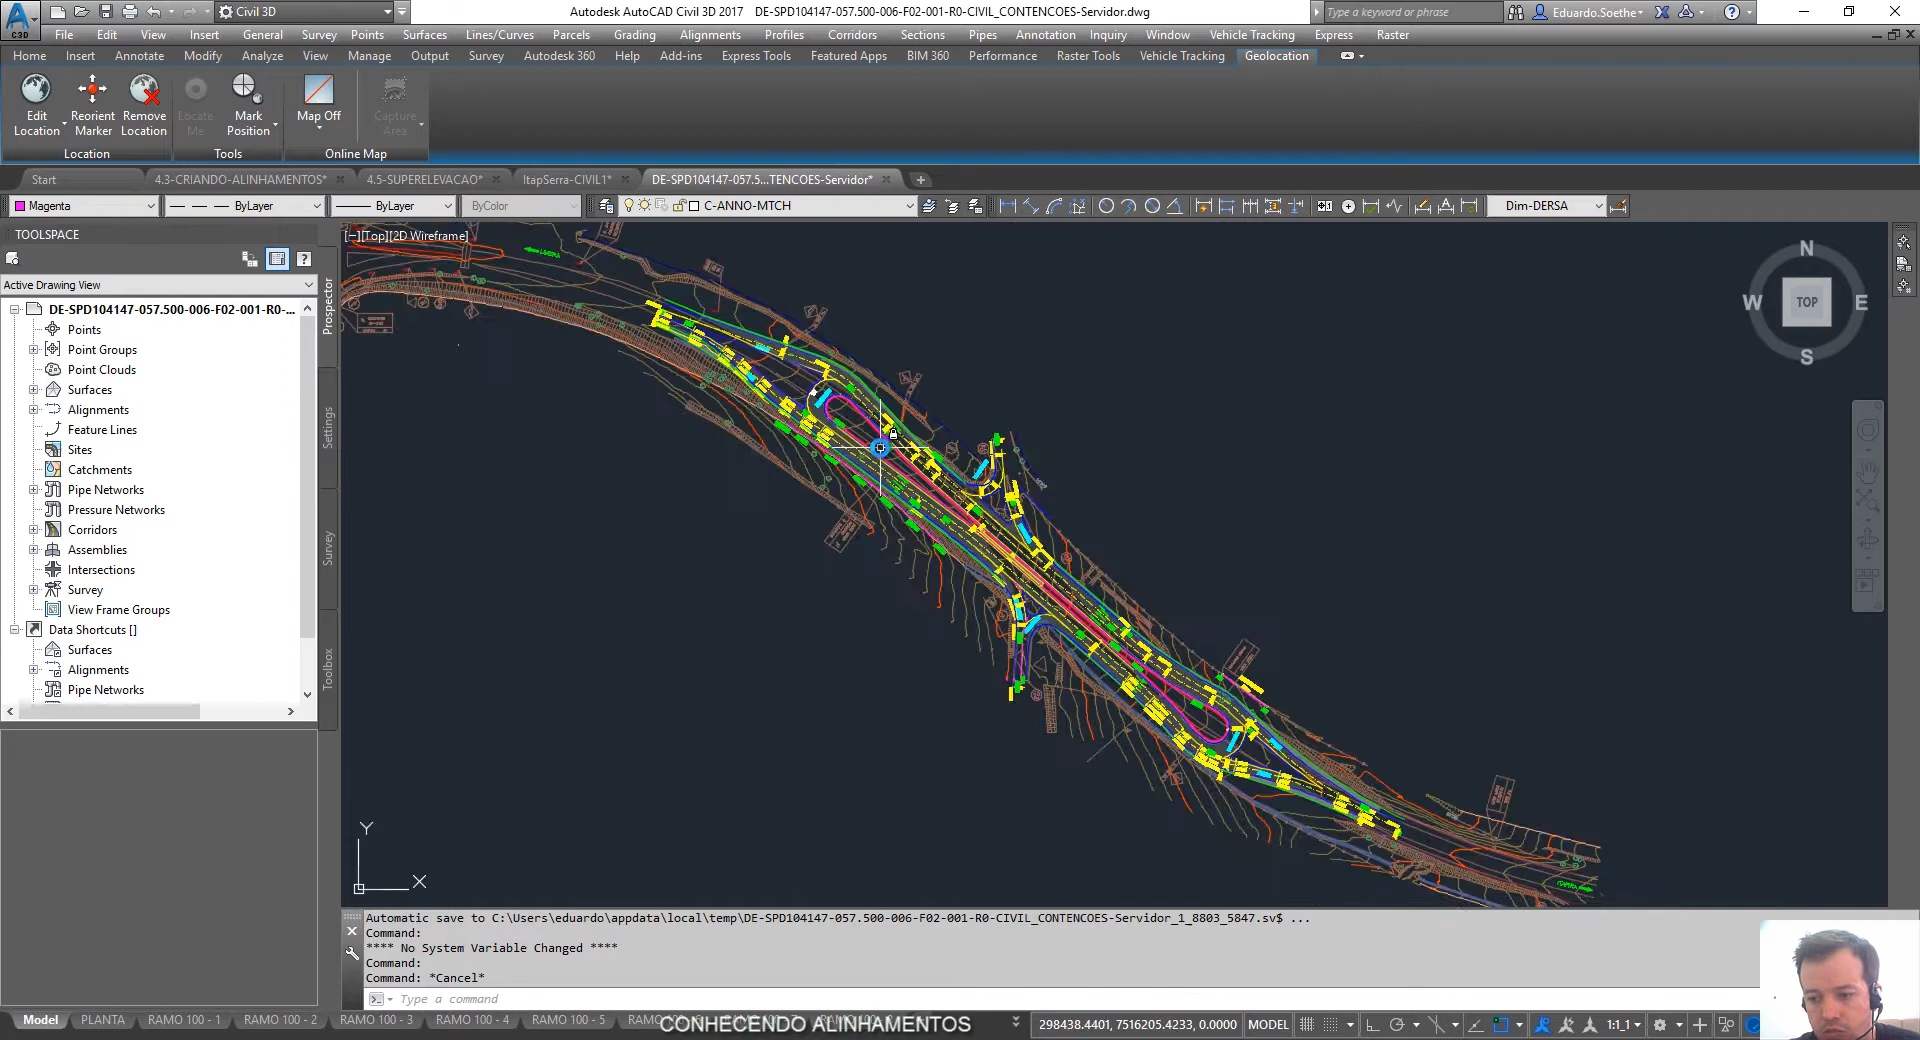 C3D
Civil 3D
Autodesk AutoCAD Civil 3D 2017 DE-SPD104147-057.500-006-F02-001-R0-CIVIL_CONTENCOES-Servidor.dwg
Type a keyword or phrase
Eduardo.Soethe
File Edit View Insert General Survey Points Surfaces Lines/Curves Parcels Grading Alignments Profiles Corridors Sections Pipes Annotation Inquiry Window Vehicle Tracking Express Raster
Home Insert Annotate Modify Analyze View Manage Output Survey Autodesk 360 Help Add-ins Express Tools Featured Apps BIM 360 Performance Raster Tools Vehicle Tracking Geolocation
Edit Location
Reorient Marker
Remove Location
Locate Me
Mark Position
Map Off
Capture Area
Location Tools Online Map
Start 4.3-CRIANDO-ALINHAMENTOS* 4.5-SUPERELEVACAO* ItapSerra-CIVIL1* DE-SPD104147-057.5...TENCOES-Servidor*
Magenta ByLayer ByLayer ByColor C-ANNO-MTCH Dim-DERSA
TOOLSPACE
[−][Top][2D Wireframe]
Active Drawing View
DE-SPD104147-057.500-006-F02-001-R0-...
Points
Point Groups
Point Clouds
Surfaces
Alignments
Feature Lines
Sites
Catchments
Pipe Networks
Pressure Networks
Corridors
Assemblies
Intersections
Survey
View Frame Groups
Data Shortcuts []
Surfaces
Alignments
Pipe Networks
Prospector
Settings
Survey
Toolbox
N
W TOP E
S
Y
X
Automatic save to C:\Users\eduardo\appdata\local\temp\DE-SPD104147-057.500-006-F02-001-R0-CIVIL_CONTENCOES-Servidor_1_8803_5847.sv$ ...
Command:
**** No System Variable Changed ****
Command:
Command: *Cancel*
Type a command
Model PLANTA RAMO 100 - 1 RAMO 100 - 2 RAMO 100 - 3 RAMO 100 - 4 RAMO 100 - 5
CONHECENDO ALINHAMENTOS
298438.4401, 7516205.4233, 0.0000 MODEL 1:1_1